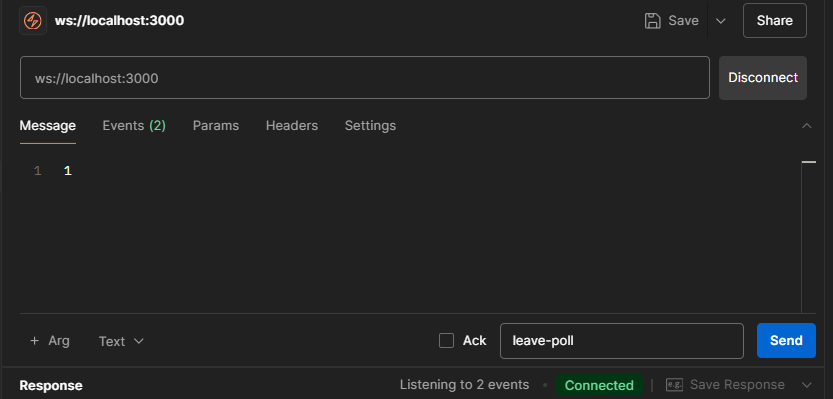 ws://localhost:3000 Save Share
ws://localhost:3000 Disconnect
Message Events (2) Params Headers Settings
1 1
+ Arg Text Ack leave-poll Send
Response Listening to 2 events • Connected | e.g. Save Response